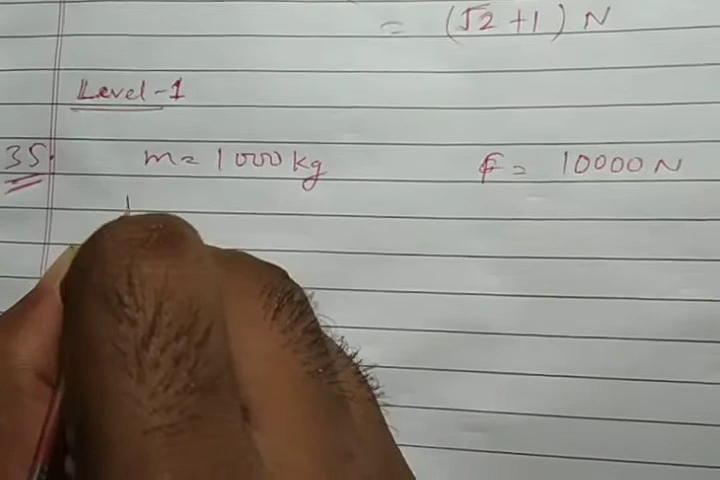 = (√2 + 1) N
Level-1
35. m = 1000 kg F = 10000 N